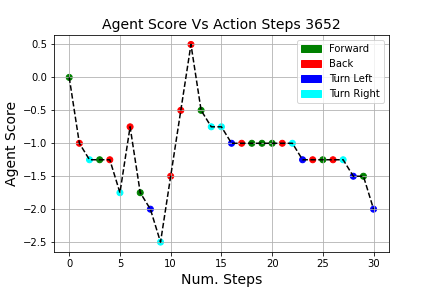 Agent Score Vs Action Steps 3652
Agent Score
0.5
0.0
−0.5
−1.0
−1.5
−2.0
−2.5
Forward
Back
Turn Left
Turn Right
0 5 10 15 20 25 30
Num. Steps